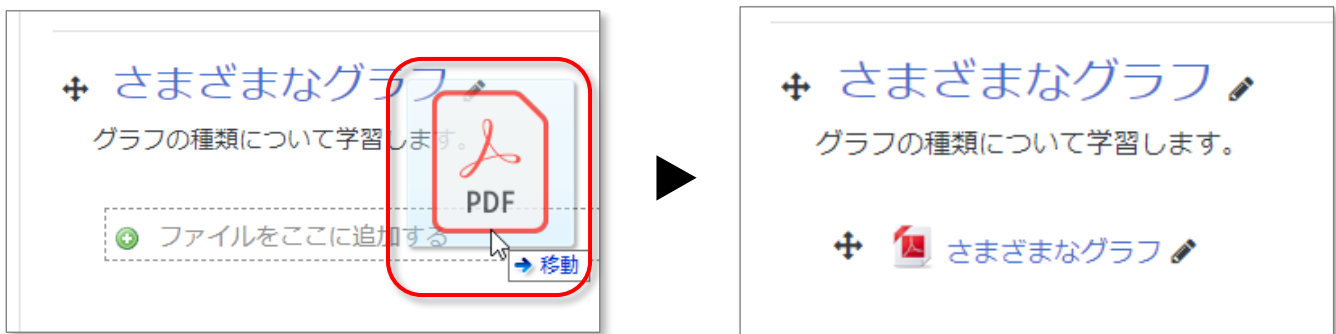 さまざまなグラフ
グラフの種類について学習します。
PDF
ファイルをここに追加する
移動
さまざまなグラフ
グラフの種類について学習します。
さまざまなグラフ